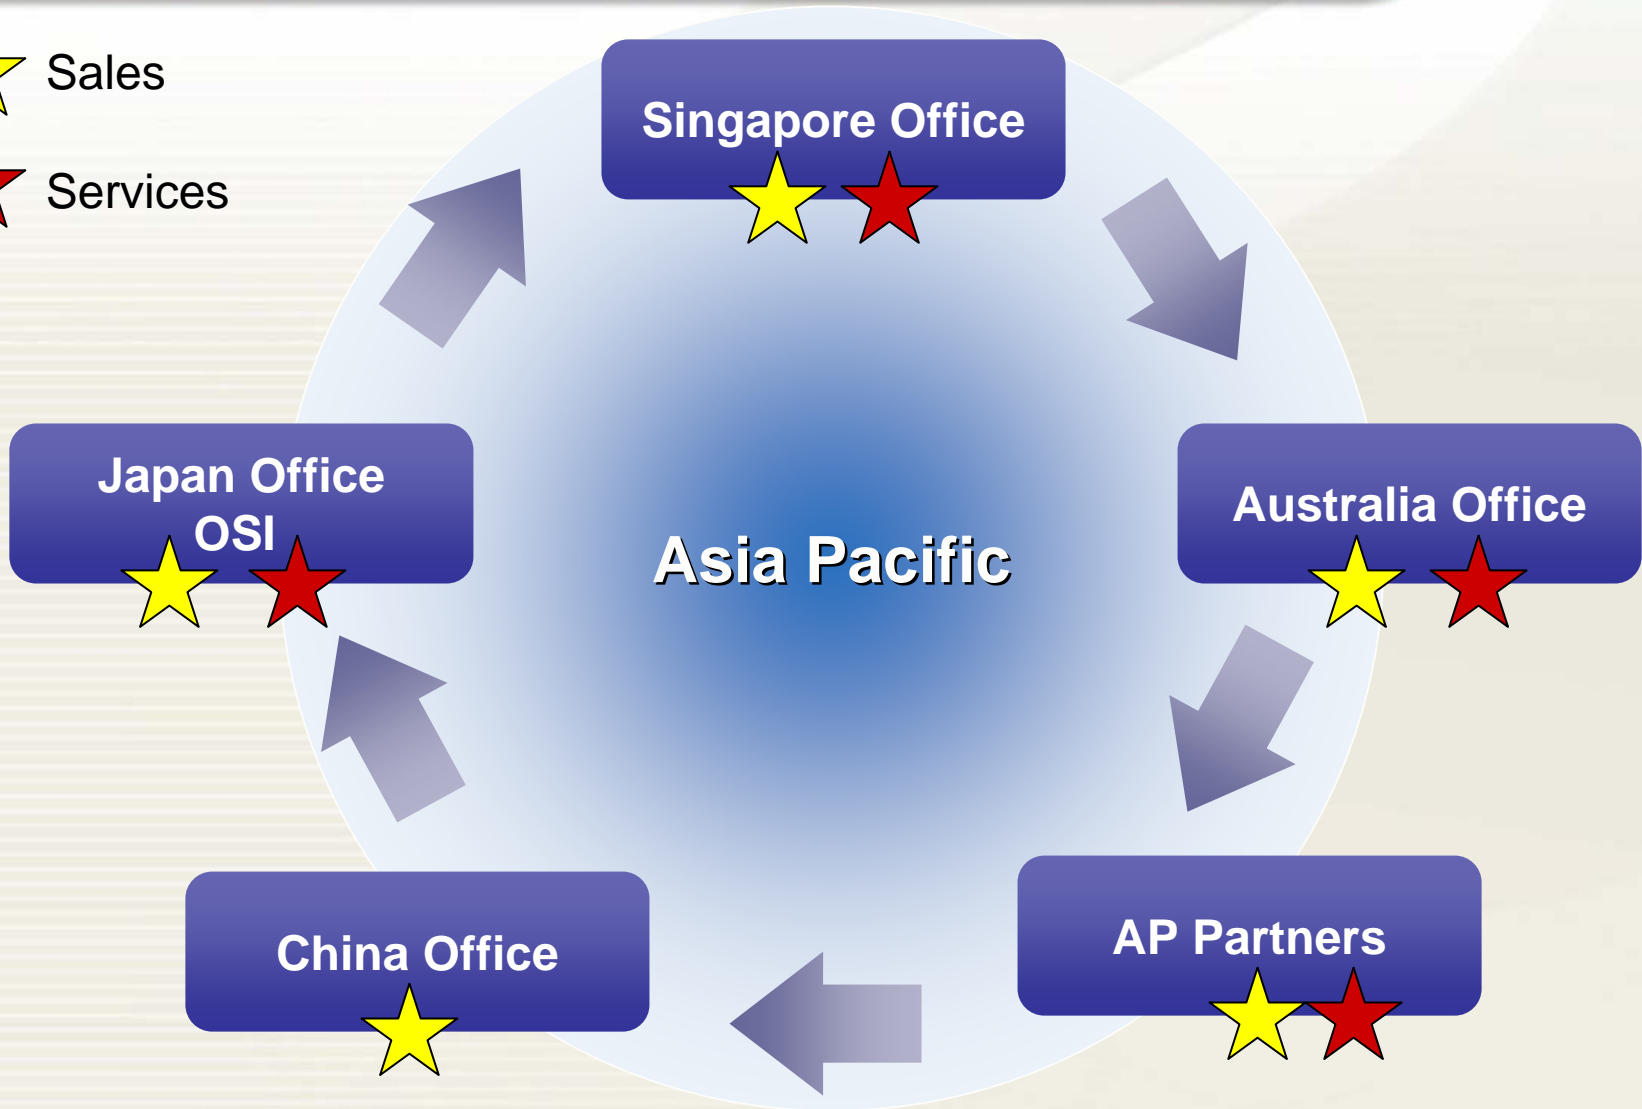 Sales
Services
Singapore Office
Japan Office
OSI
Asia Pacific
Australia Office
China Office
AP Partners